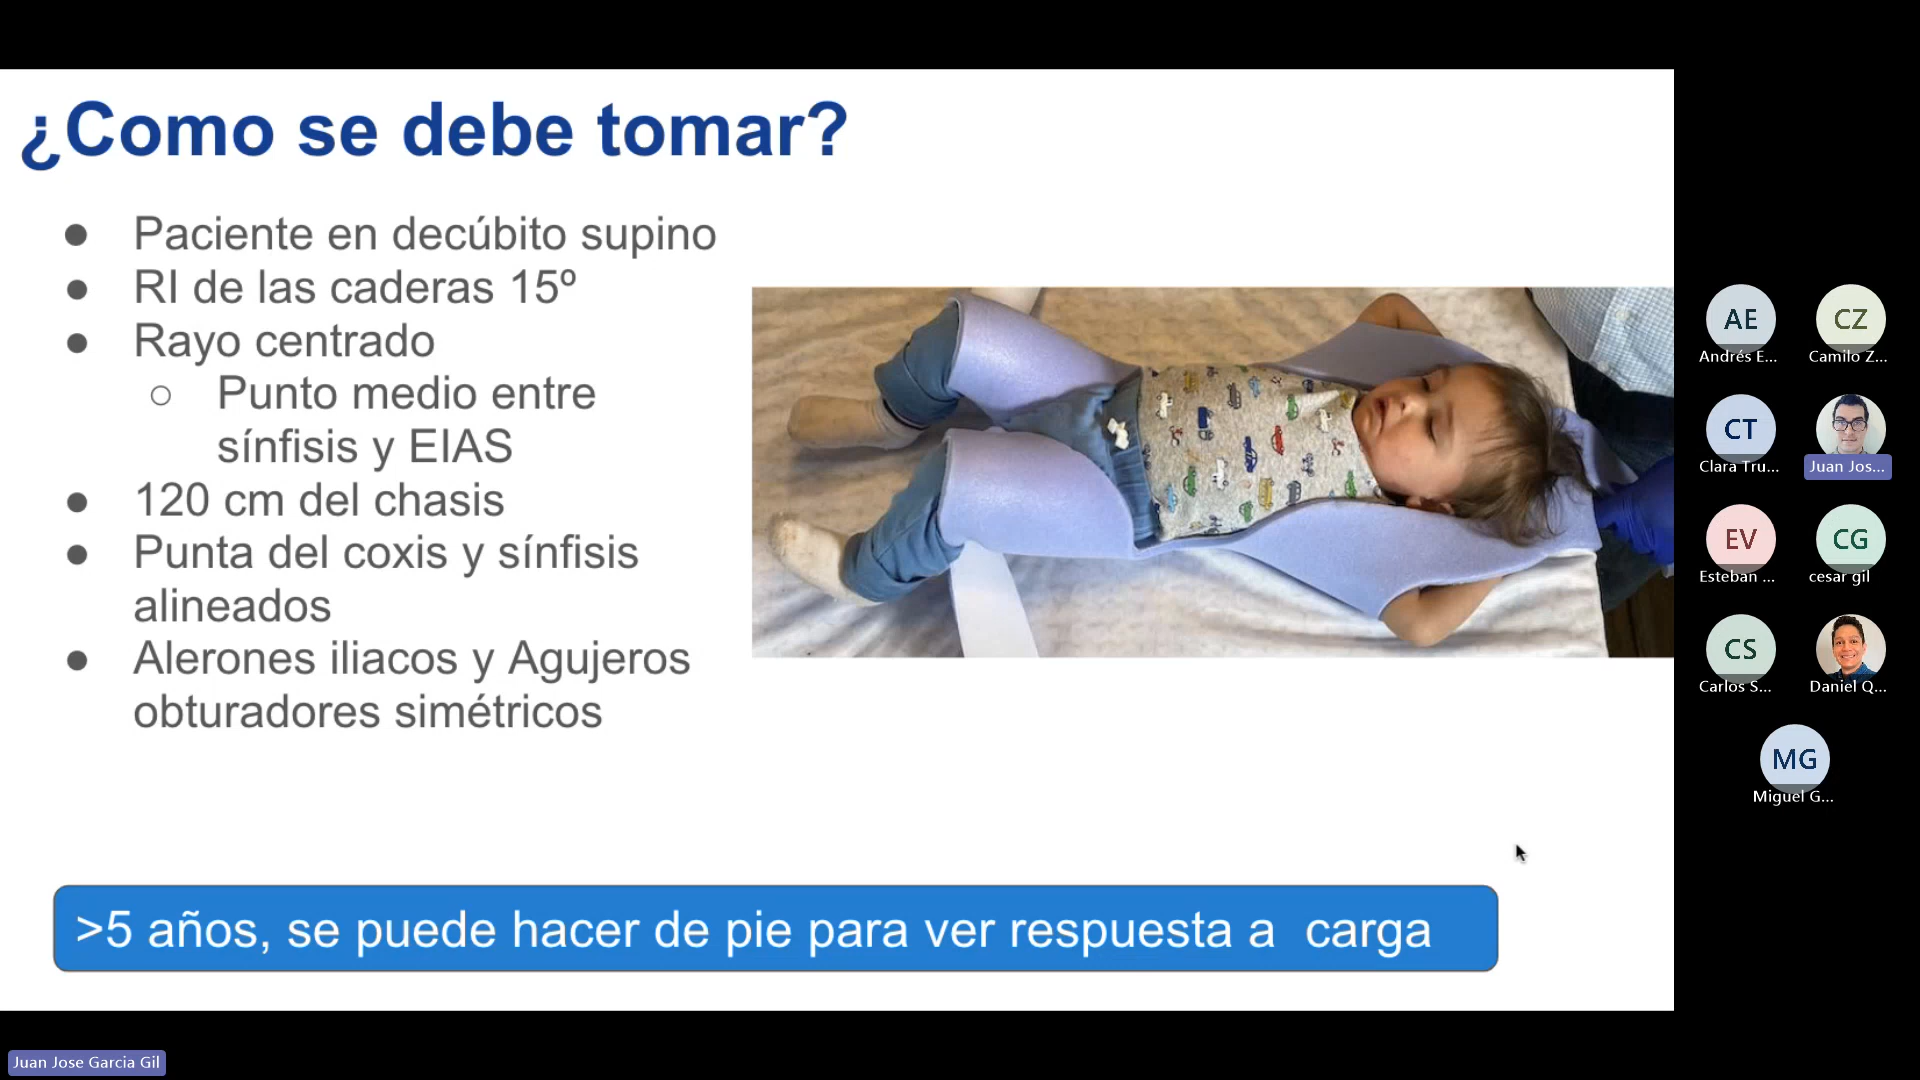 ¿Como se debe tomar?
● Paciente en decúbito supino
● RI de las caderas 15º
● Rayo centrado
○ Punto medio entre
sínfisis y EIAS
● 120 cm del chasis
● Punta del coxis y sínfisis
alineados
● Alerones iliacos y Agujeros
obturadores simétricos
>5 años, se puede hacer de pie para ver respuesta a  carga
AE
Andrés E...
CZ
Camilo Z...
CT
Clara Tru...
Juan Jos...
EV
Esteban ...
CG
cesar gil
CS
Carlos S...
Daniel Q...
MG
Miguel G...
Juan Jose Garcia Gil